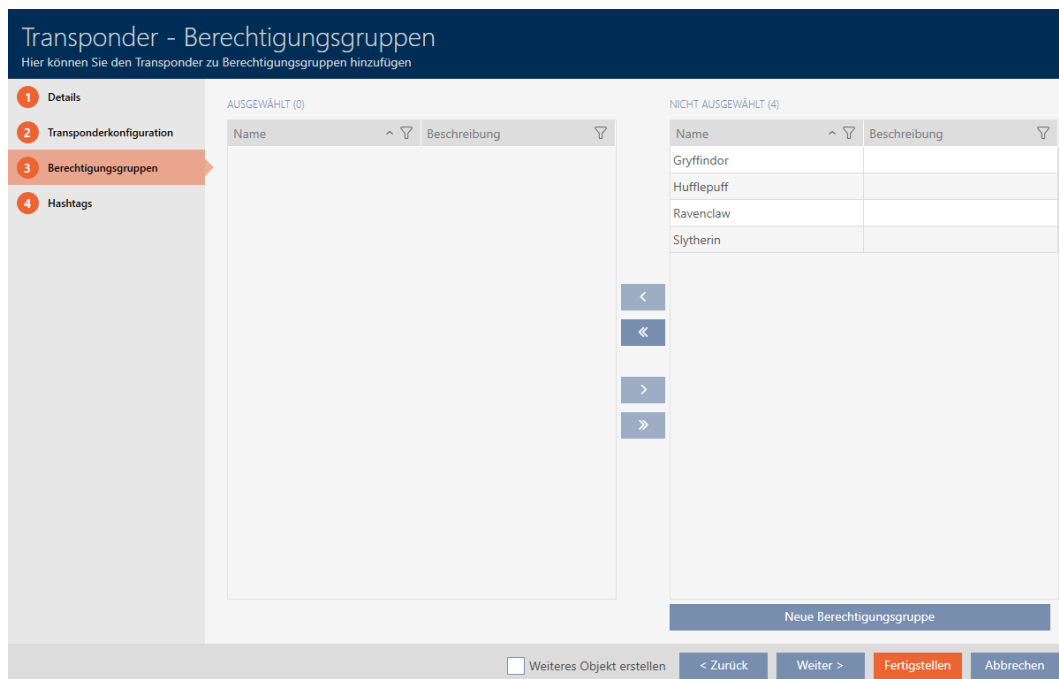 Transponder - Berechtigungsgruppen
Hier können Sie den Transponder zu Berechtigungsgruppen hinzufügen
1 Details
2 Transponderkonfiguration
3 Berechtigungsgruppen
4 Hashtags
AUSGEWÄHLT (0)
Name Beschreibung
NICHT AUSGEWÄHLT (4)
Name Beschreibung
Gryffindor
Hufflepuff
Ravenclaw
Slytherin
<
«
>
»
Neue Berechtigungsgruppe
Weiteres Objekt erstellen < Zurück Weiter > Fertigstellen Abbrechen